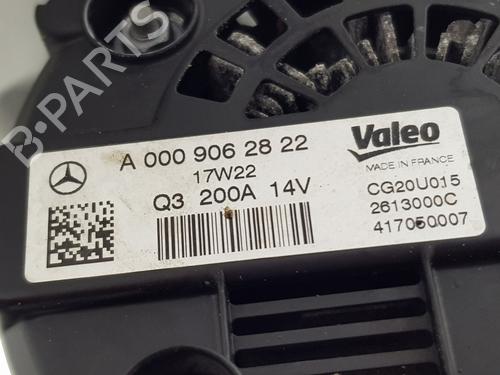 B-PARTS
A 000 906 28 22
17W22
Q3 200A 14V
Valeo
MADE IN FRANCE
CG20U015
2613000C
417050007